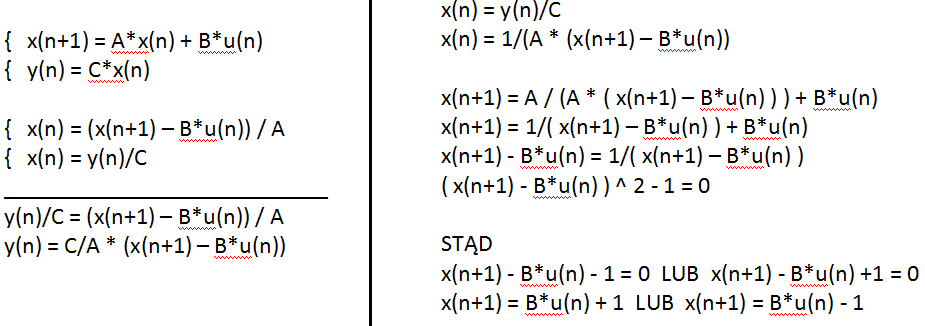 { x(n+1) = A*x(n) + B*u(n)
{ y(n) = C*x(n)
{ x(n) = (x(n+1) – B*u(n)) / A
{ x(n) = y(n)/C
y(n)/C = (x(n+1) – B*u(n)) / A
y(n) = C/A * (x(n+1) – B*u(n))
x(n) = y(n)/C
x(n) = 1/(A * (x(n+1) – B*u(n))
x(n+1) = A / (A * ( x(n+1) – B*u(n) ) ) + B*u(n)
x(n+1) = 1/( x(n+1) – B*u(n) ) + B*u(n)
x(n+1) - B*u(n) = 1/( x(n+1) – B*u(n) )
( x(n+1) - B*u(n) ) ^ 2 - 1 = 0
STĄD
x(n+1) - B*u(n) - 1 = 0 LUB x(n+1) - B*u(n) +1 = 0
x(n+1) = B*u(n) + 1 LUB x(n+1) = B*u(n) - 1